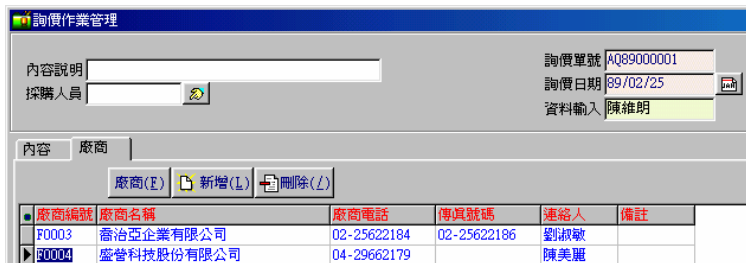 詢價作業管理
內容說明
詢價單號 AQ89000001
採購人員
詢價日期 89/02/25
資料輸入 陳維朗
內容 廠商
廠商(F) 新增(L) 刪除(/)
廠商編號 廠商名稱 廠商電話 傳真號碼 連絡人 備註
F0003 喬治亞企業有限公司 02-25622184 02-25622186 劉淑敏
F0004 盛營科技股份有限公司 04-29662179 陳美麗